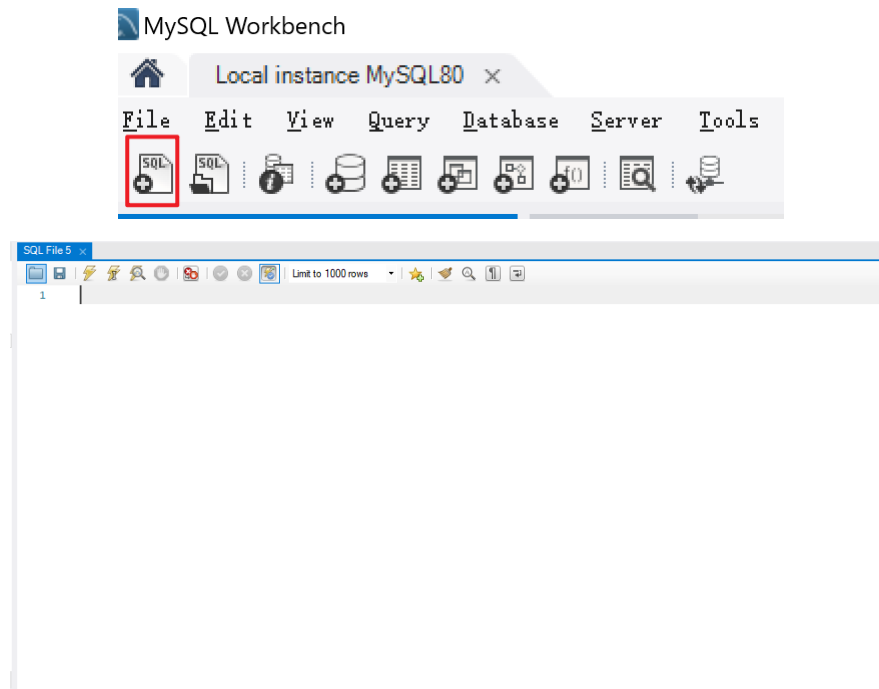 MySQL Workbench
Local instance MySQL80
File Edit View Query Database Server Tools
SQL SQL f()
SQL File 5
Limit to 1000 rows
1